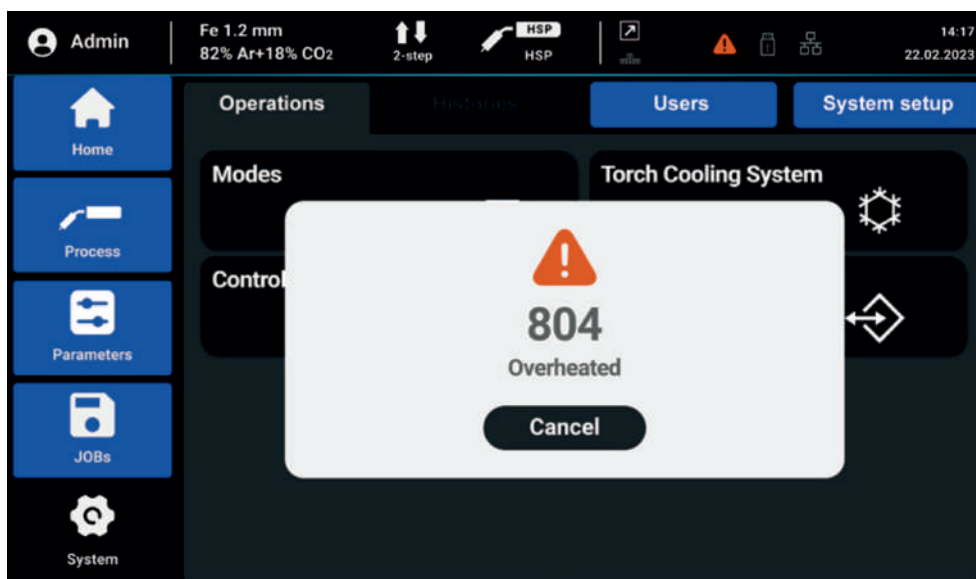 Admin
Fe 1.2 mm
82% Ar+18% CO2
2-step
HSP
HSP
14:17
22.02.2023
Home
Process
Parameters
JOBs
System
Operations
Histories
Users
System setup
Modes
Torch Cooling System
Control
804
Overheated
Cancel